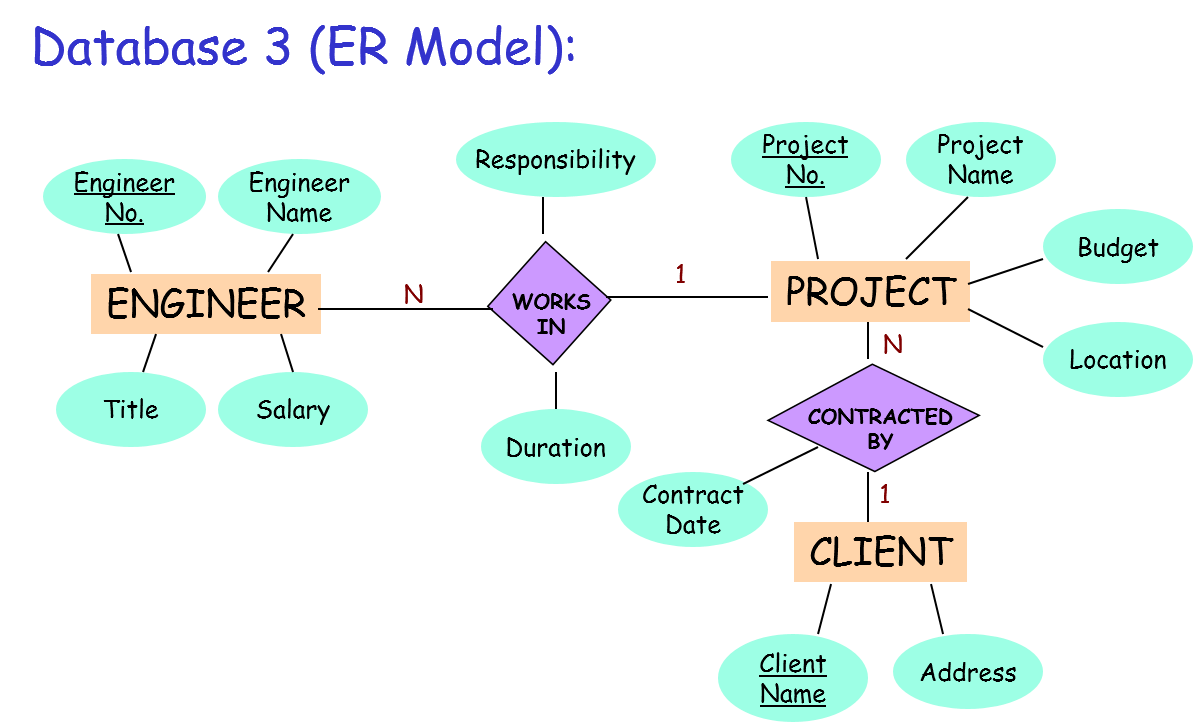 Database 3 (ER Model):
Responsibility
Project
No.
Project
Name
Engineer
No.
Engineer
Name
Budget
ENGINEER
N
WORKS
IN
1
PROJECT
N
Location
Title
Salary
Duration
CONTRACTED
BY
Contract
Date
1
CLIENT
Client
Name
Address